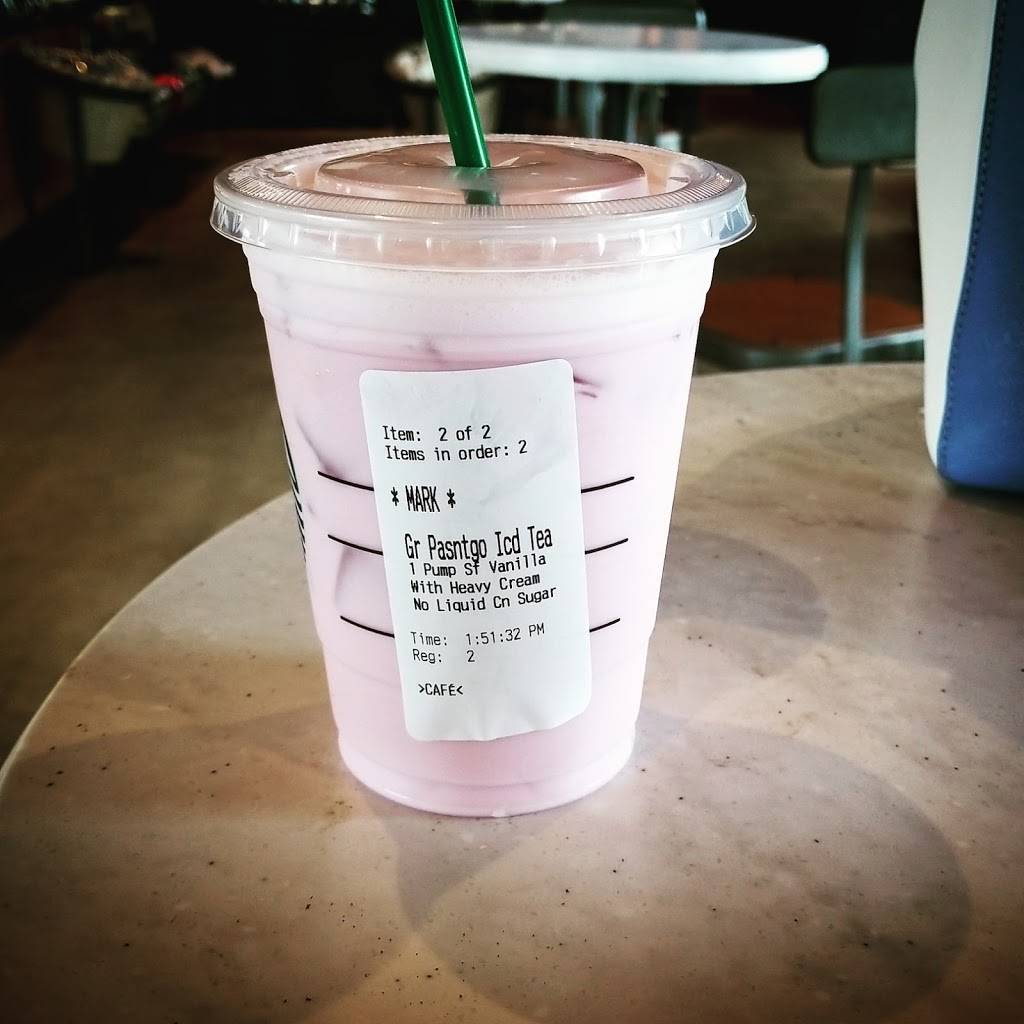 Item: 2 of 2
Items in order: 2
* MARK *
Gr Pasntgo Icd Tea
1 Pump Sf Vanilla
With Heavy Cream
No Liquid Cn Sugar
Time: 1:51:32 PM
Reg: 2
>CAFÉ<